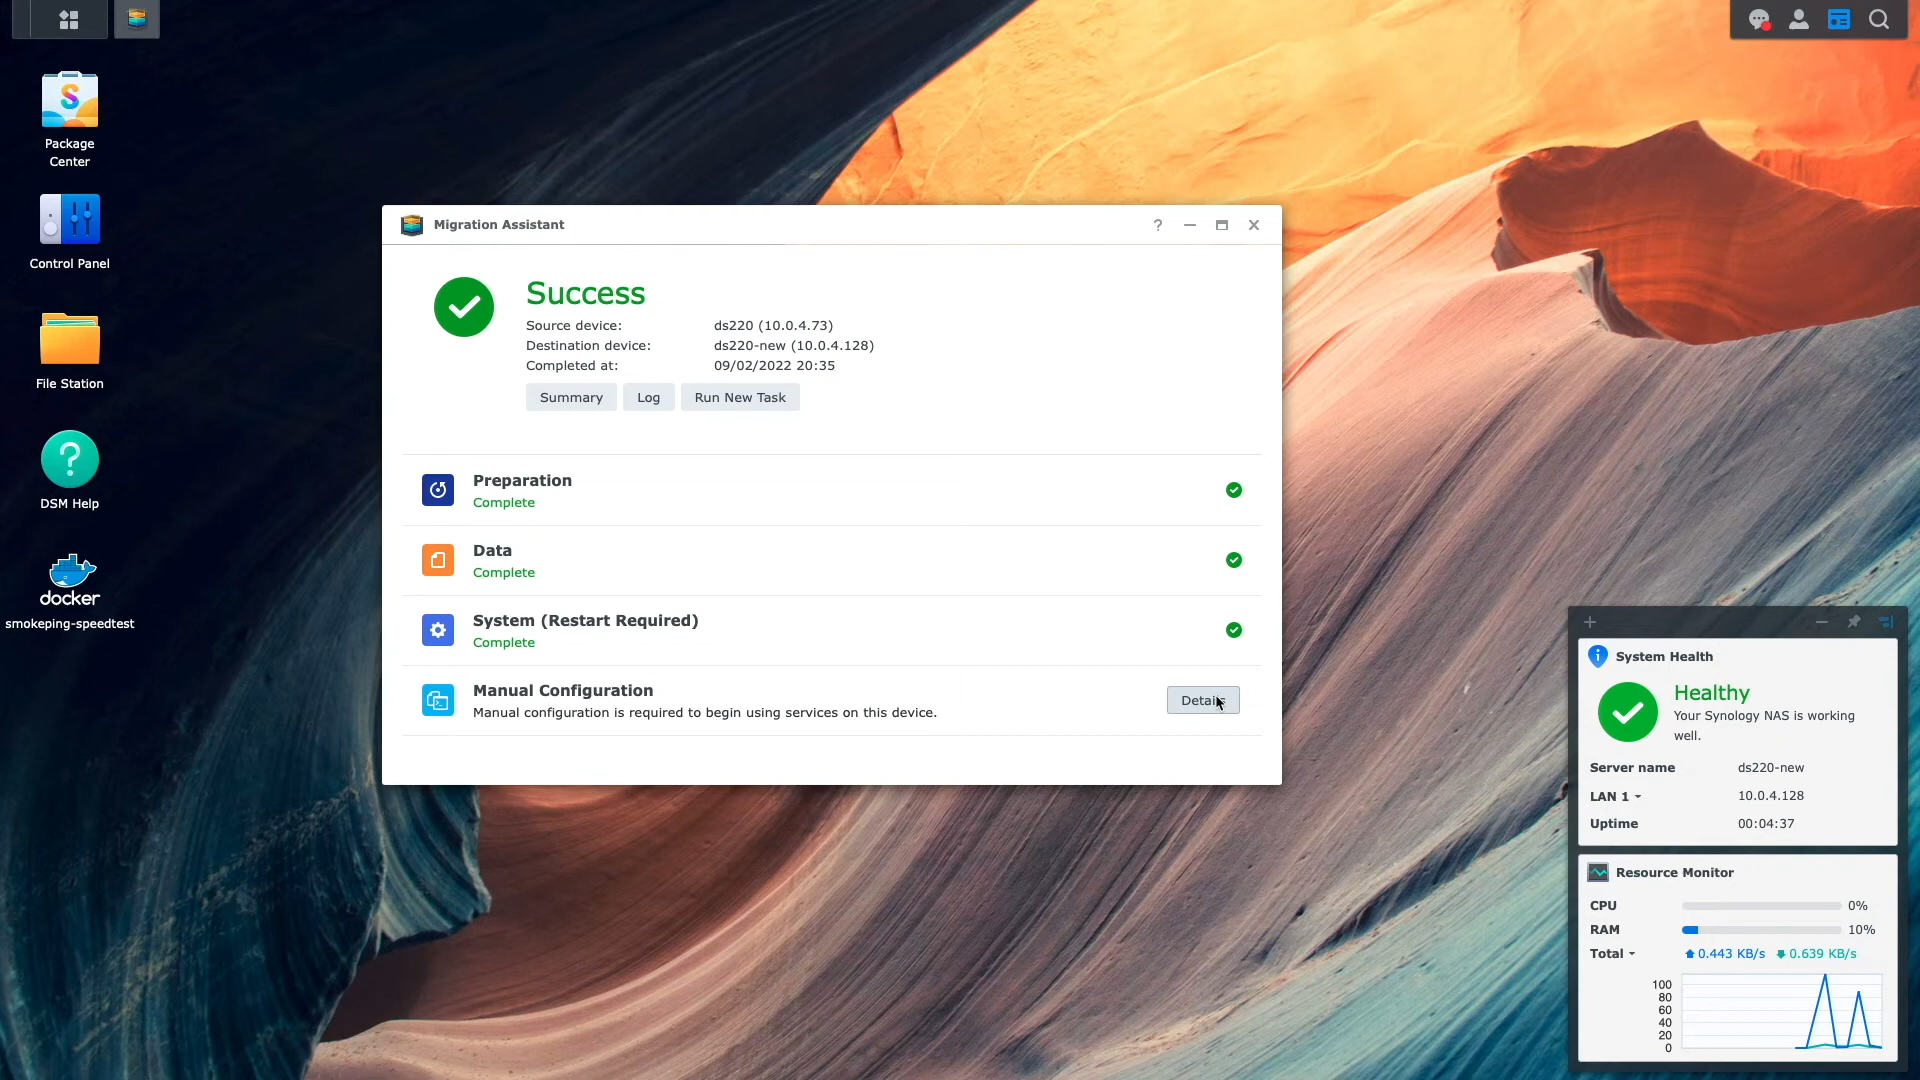 Package
Center
Control Panel
File Station
DSM Help
docker
smokeping-speedtest
Migration Assistant
?
Success
Source device: ds220 (10.0.4.73)
Destination device: ds220-new (10.0.4.128)
Completed at: 09/02/2022 20:35
Summary Log Run New Task
Preparation
Complete
Data
Complete
System (Restart Required)
Complete
Manual Configuration
Manual configuration is required to begin using services on this device.
Details
System Health
Healthy
Your Synology NAS is working
well.
Server name ds220-new
LAN 1 10.0.4.128
Uptime 00:04:37
Resource Monitor
CPU 0%
RAM 10%
Total 0.443 KB/s 0.639 KB/s
100
80
60
40
20
0